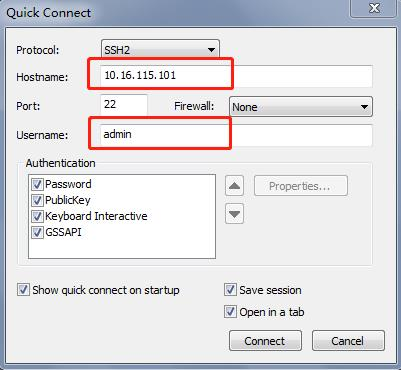 Quick Connect
Protocol: SSH2
Hostname: 10.16.115.101
Port: 22 Firewall: None
Username: admin
Authentication
Password
PublicKey Properties...
Keyboard Interactive
GSSAPI
Show quick connect on startup Save session
Open in a tab
Connect Cancel